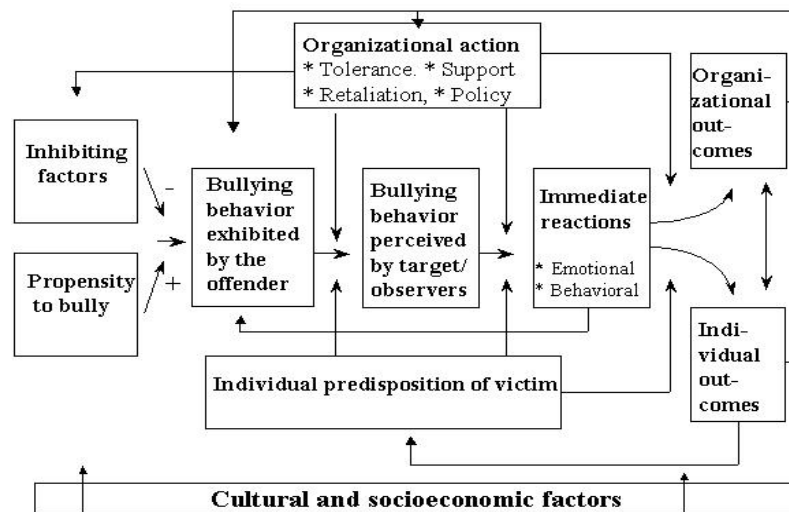 Organizational action
* Tolerance. * Support
* Retaliation, * Policy
Organi-
zational
out-
comes
Inhibiting
factors
–
Bullying
behavior
exhibited
by the
offender
Bullying
behavior
perceived
by target/
observers
Immediate
reactions
* Emotional
* Behavioral
Propensity
to bully
+
Indi-
vidual
out-
comes
Individual predisposition of victim
Cultural and socioeconomic factors